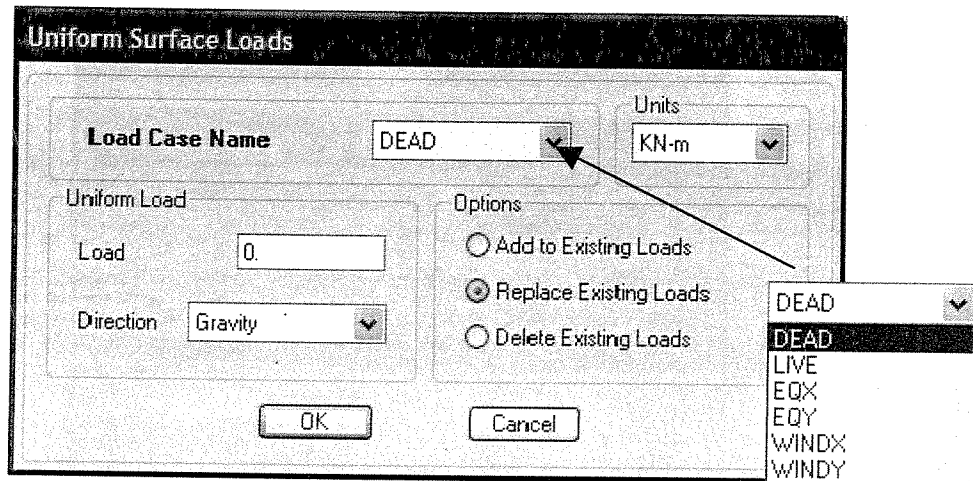 Uniform Surface Loads
Units
Load Case Name DEAD KN-m
Uniform Load
Load 0.
Direction Gravity
Options
Add to Existing Loads
Replace Existing Loads
Delete Existing Loads
OK Cancel
DEAD
DEAD
LIVE
EQX
EQY
WINDX
WINDY